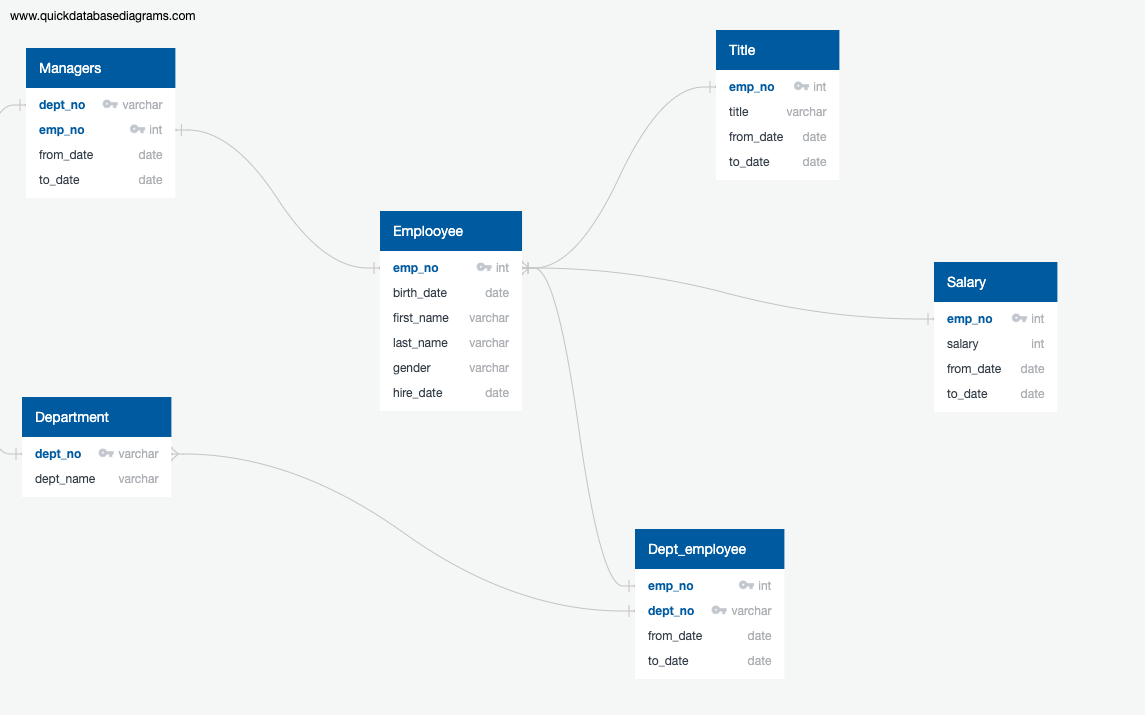 www.quickdatabasediagrams.com
Managers
dept_no varchar
emp_no int
from_date date
to_date date
Title
emp_no int
title varchar
from_date date
to_date date
Emplooyee
emp_no int
birth_date date
first_name varchar
last_name varchar
gender varchar
hire_date date
Salary
emp_no int
salary int
from_date date
to_date date
Department
dept_no varchar
dept_name varchar
Dept_employee
emp_no int
dept_no varchar
from_date date
to_date date